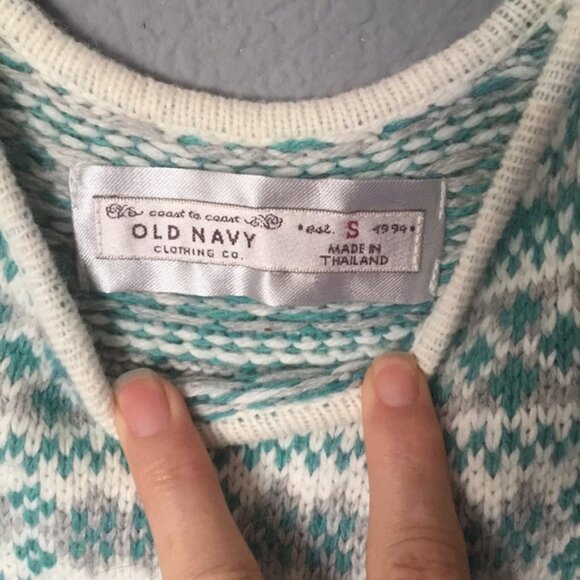 coast to coast
OLD NAVY
CLOTHING CO.
•est. S 1994•
MADE IN
THAILAND